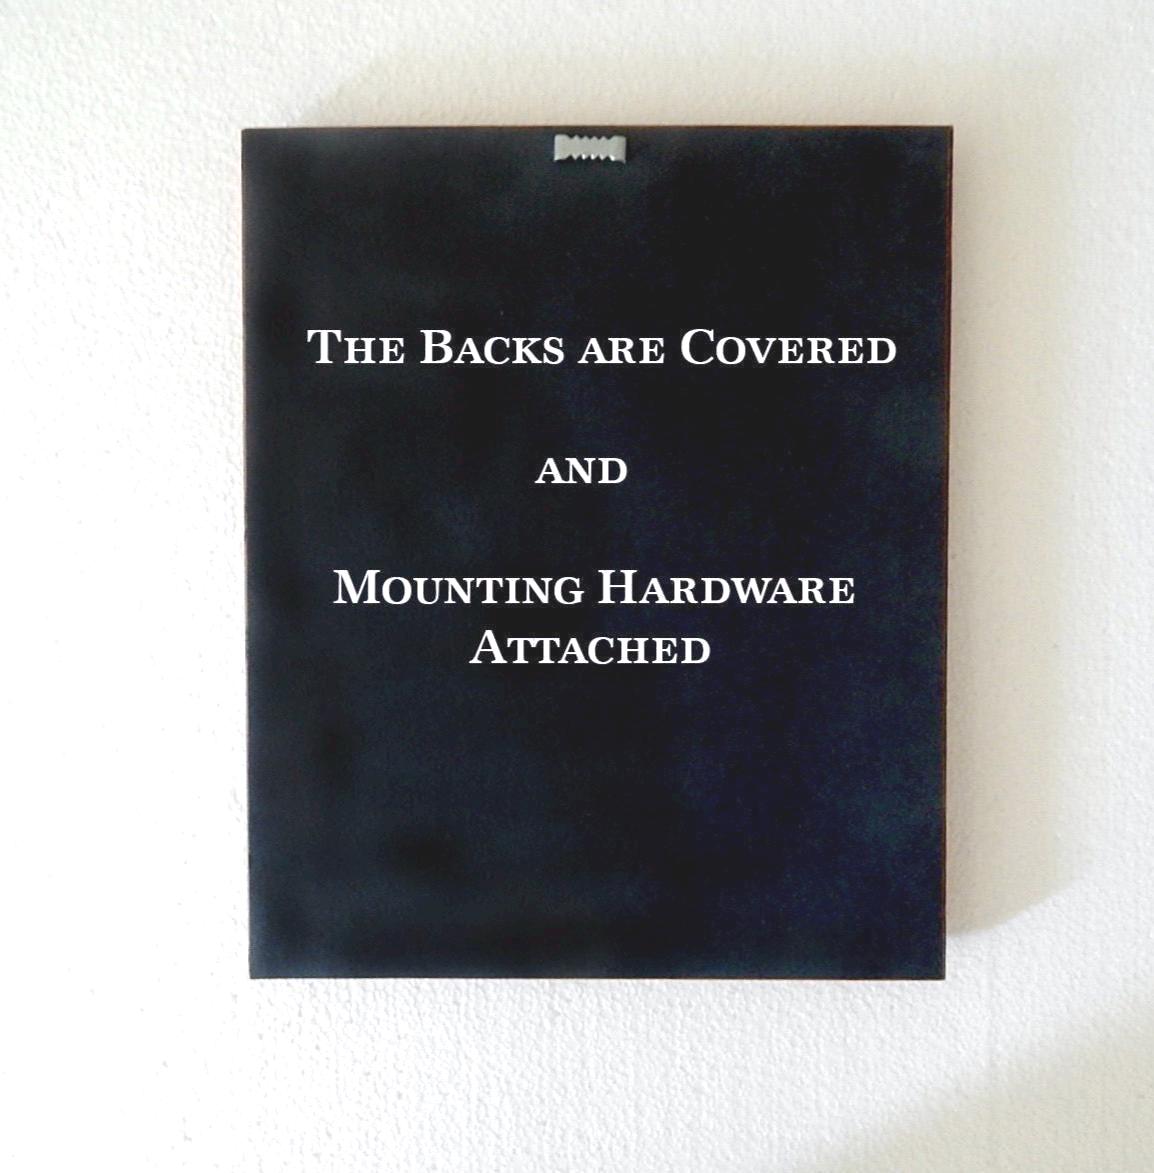 The Backs are Covered
and
Mounting Hardware
Attached